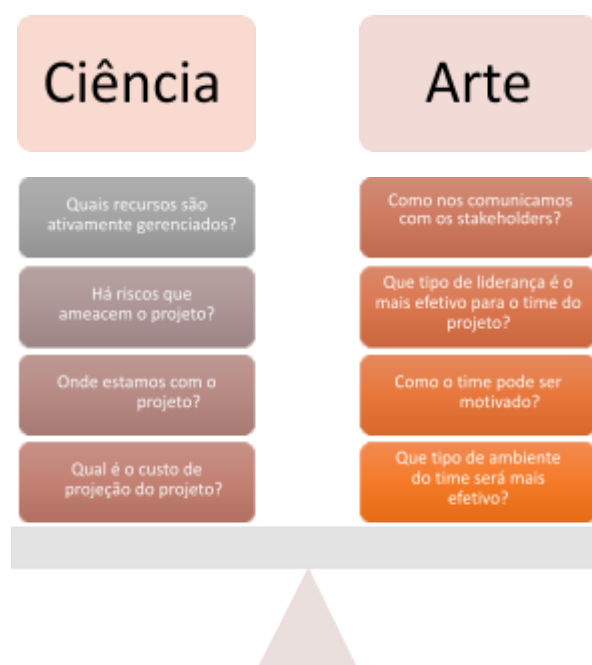 Ciência
Quais recursos são
ativamente gerenciados?
Há riscos que
ameacem o projeto?
Onde estamos com o
projeto?
Qual é o custo de
projeção do projeto?
Arte
Como nos comunicamos
com os stakeholders?
Que tipo de liderança é o
mais efetivo para o time do
projeto?
Como o time pode ser
motivado?
Que tipo de ambiente
do time será mais
efetivo?